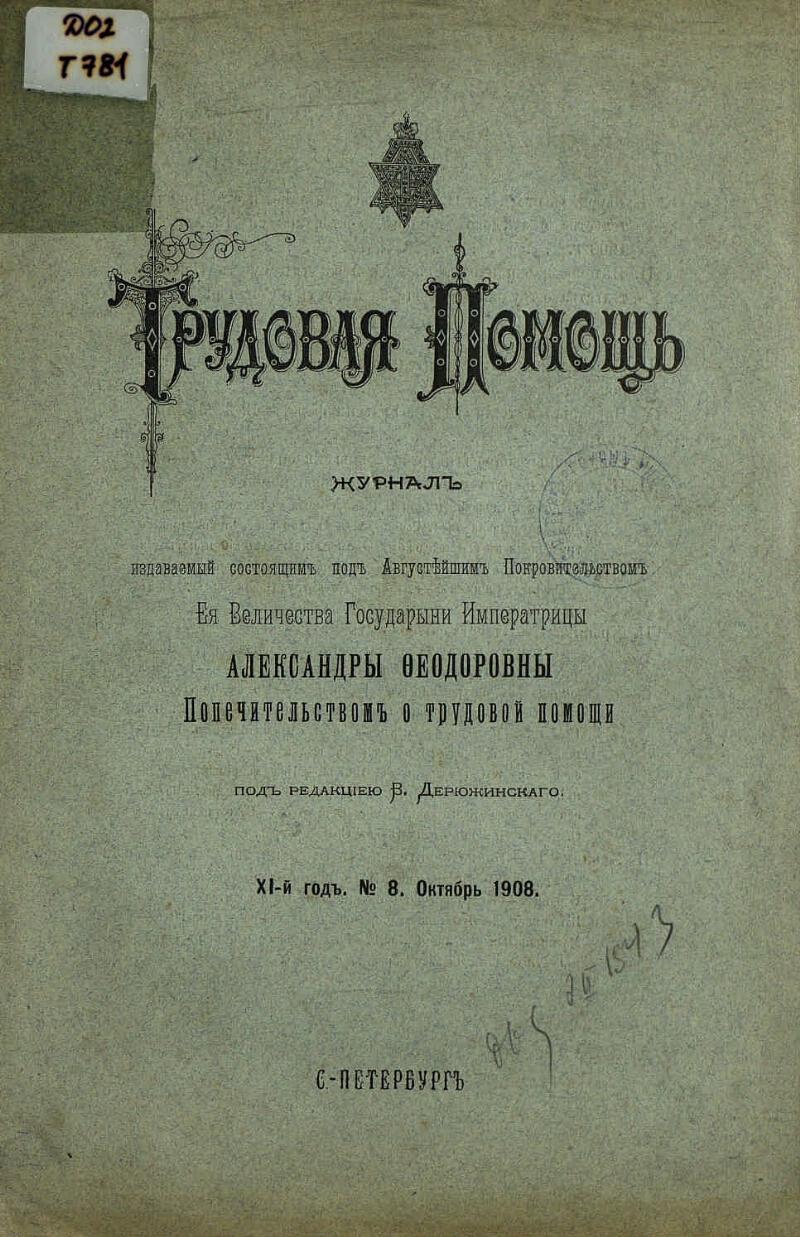 Д01
Т781
Трудовая Помощь
ЖУРНАЛЪ
издаваемый состоящимъ подъ Августѣйшимъ Покровительствомъ
Ея Величества Государыни Императрицы
АЛЕКСАНДРЫ ѲЕОДОРОВНЫ
Попечительствомъ о трудовой помощи
подъ редакціею В. Дерюжинскаго.
XI-й годъ. № 8. Октябрь 1908.
С.-ПЕТЕРБУРГЪ